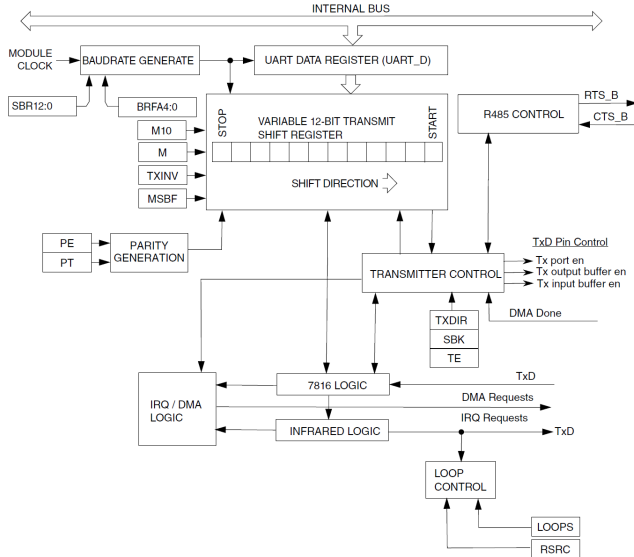 INTERNAL BUS
MODULE
CLOCK
BAUDRATE GENERATE
UART DATA REGISTER (UART_D)
SBR12:0
BRFA4:0
RTS_B
CTS_B
R485 CONTROL
STOP
VARIABLE 12-BIT TRANSMIT
SHIFT REGISTER
START
M10
M
TXINV
MSBF
SHIFT DIRECTION
PE
PT
PARITY
GENERATION
TxD Pin Control
Tx port en
Tx output buffer en
Tx input buffer en
TRANSMITTER CONTROL
DMA Done
TXDIR
SBK
TE
IRQ / DMA
LOGIC
7816 LOGIC
TxD
DMA Requests
IRQ Requests
INFRARED LOGIC
TxD
LOOP
CONTROL
LOOPS
RSRC